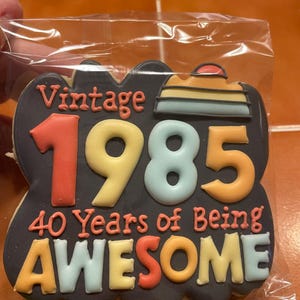 Vintage
1985
40 Years of Being
AWESOME